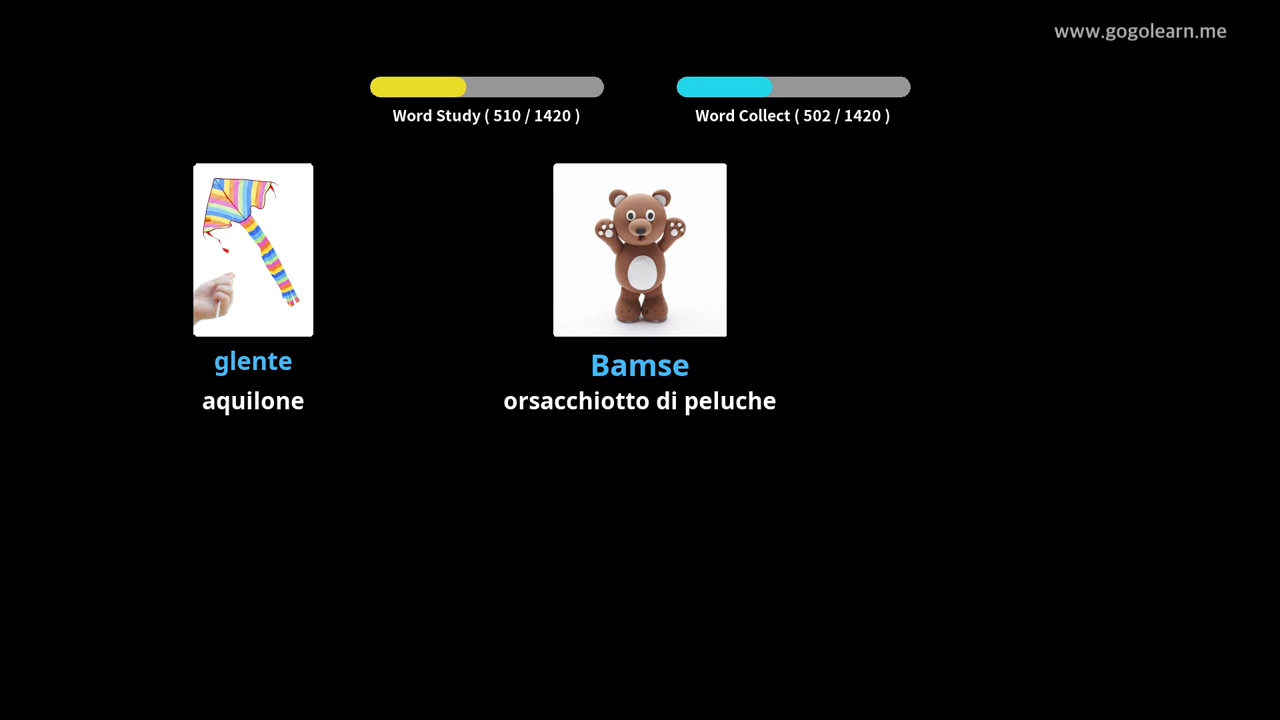 www.gogolearn.me
Word Study ( 510 / 1420 )
Word Collect ( 502 / 1420 )
glente
aquilone
Bamse
orsacchiotto di peluche